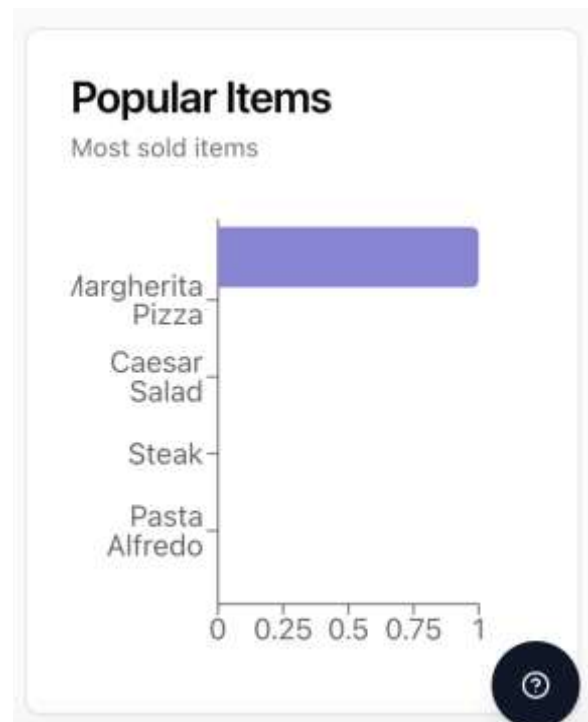 Popular Items
Most sold items
Margherita
Pizza
Caesar
Salad
Steak
Pasta
Alfredo
0 0.25 0.5 0.75 1
?